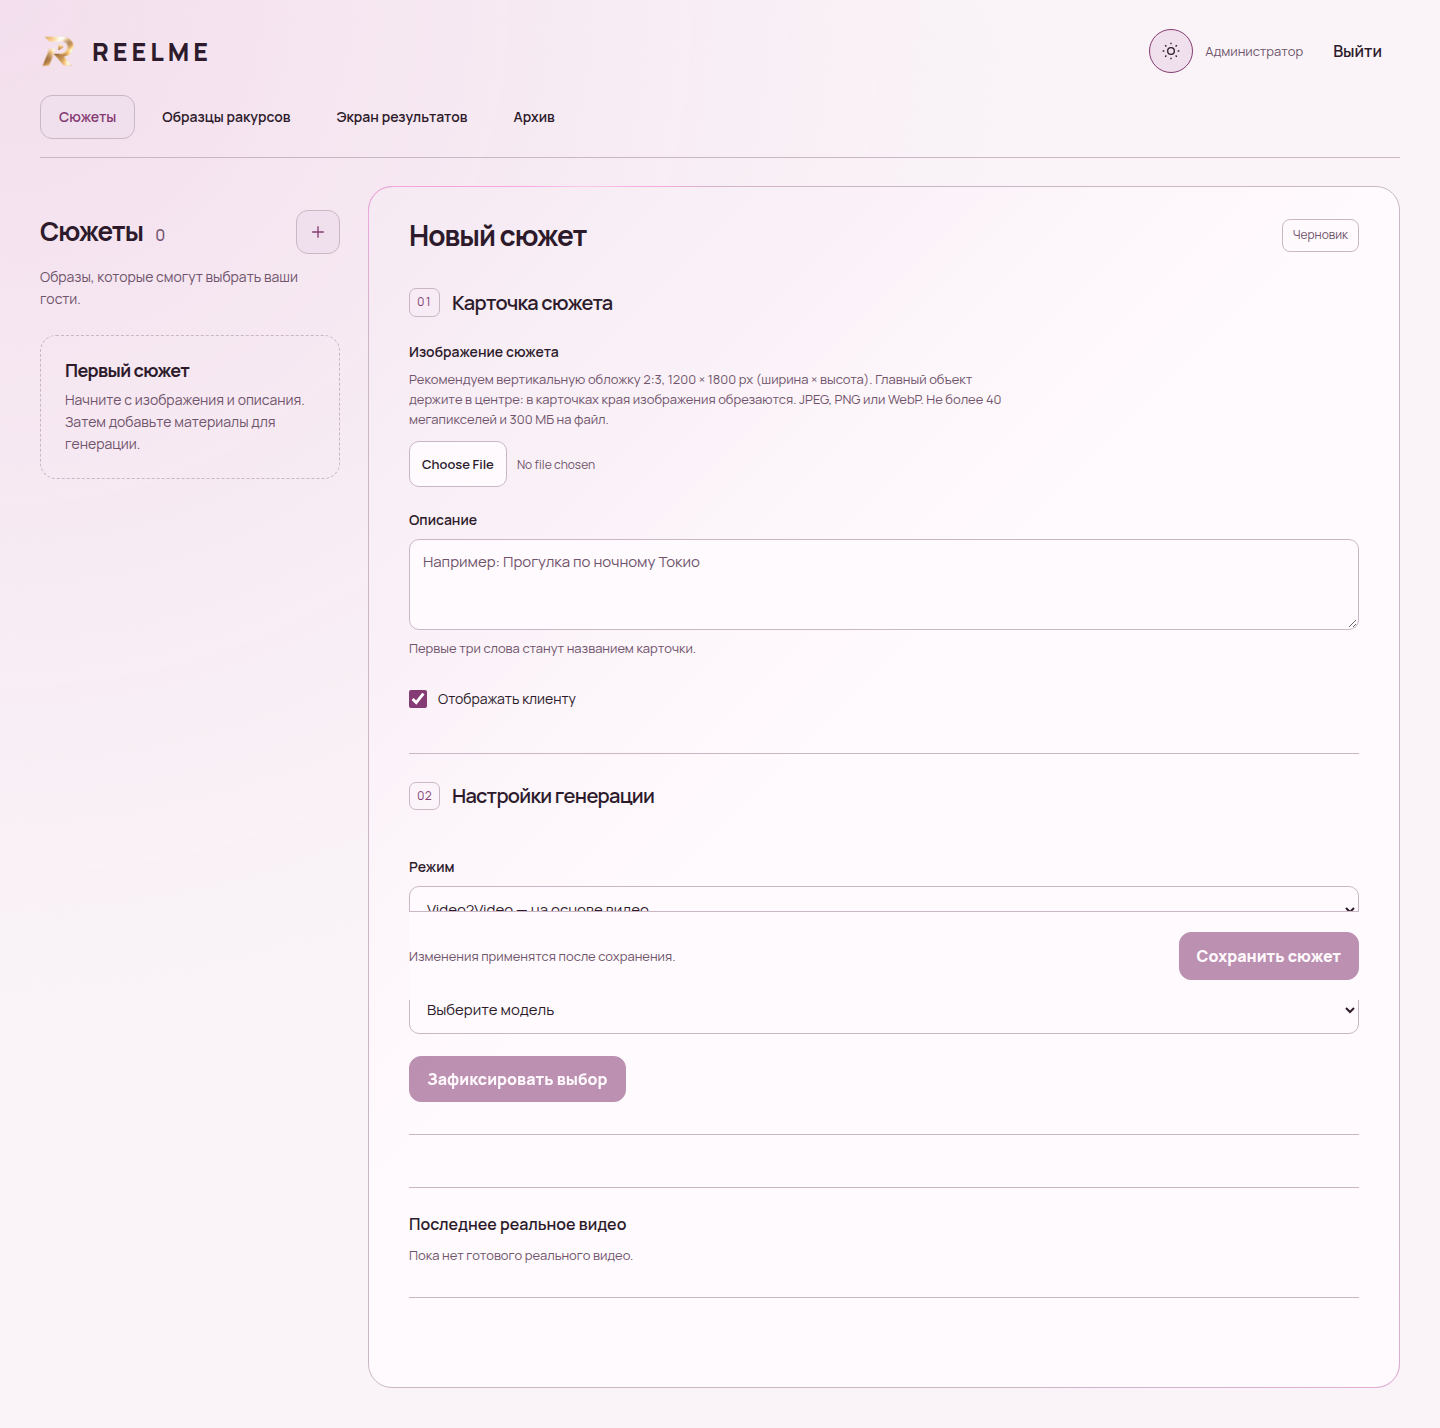 REELME
Администратор
Выйти
Сюжеты
Образцы ракурсов
Экран результатов
Архив
Сюжеты 0
Образы, которые смогут выбрать ваши
гости.
Первый сюжет
Начните с изображения и описания.
Затем добавьте материалы для
генерации.
Новый сюжет
Черновик
01 Карточка сюжета
Изображение сюжета
Рекомендуем вертикальную обложку 2:3, 1200 × 1800 px (ширина × высота). Главный объект
держите в центре: в карточках края изображения обрезаются. JPEG, PNG или WebP. Не более 40
мегапикселей и 300 МБ на файл.
Choose File No file chosen
Описание
Например: Прогулка по ночному Токио
Первые три слова станут названием карточки.
Отображать клиенту
02 Настройки генерации
Режим
Video2Video — на основе видео
Изменения применятся после сохранения.
Сохранить сюжет
Выберите модель
Зафиксировать выбор
Последнее реальное видео
Пока нет готового реального видео.